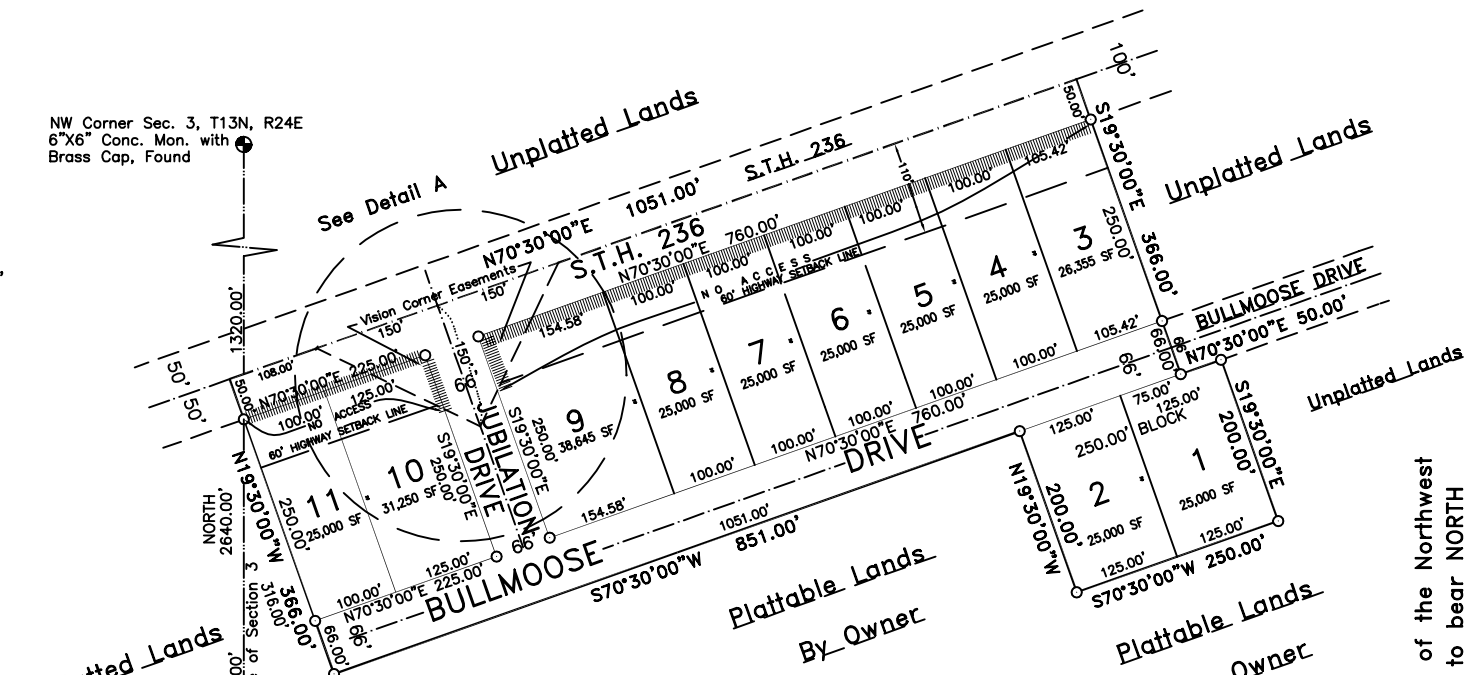 NW Corner Sec. 3, T13N, R24E
6"X6" Conc. Mon. with
Brass Cap, Found
See Detail A
Unplatted Lands
N70°30'00"E 1051.00'
S.T.H. 236
100'
50.00'
S.T.H. 236
N70°30'00"E 760.00'
S19°30'00"E 366.00'
Unplatted Lands
Vision Corner Easements
150'
150'
150'
1320.00'
50'
50'
50'
50.00'
108.00'
N70°30'00"E 225.00'
100.00'
125.00'
NO ACCESS
60' HIGHWAY SETBACK LINE
154.58'
100.00'
100.00'
100.00'
100.00'
100.00'
105.42'
110'
NO ACCESS
60' HIGHWAY SETBACK LINE
66'
JUBILATION
DRIVE
66'
S19°30'00"E
250.00'
S19°30'00"E
250.00'
250.00'
250.00'
11
25,000 SF
10
31,250 SF
9
38,645 SF
8
25,000 SF
7
25,000 SF
6
25,000 SF
5
25,000 SF
4
25,000 SF
3
26,355 SF
100.00'
125.00'
154.58'
100.00'
100.00'
100.00'
100.00'
100.00'
105.42'
N70°30'00"E 225.00'
N70°30'00"E 760.00'
BULLMOOSE
DRIVE
66'
66'
66.00'
66'
66.00'
BULLMOOSE DRIVE
N70°30'00"E 50.00'
Unplatted Lands
1051.00'
S70°30'00"W 851.00'
N19°30'00"W 366.00'
316.00'
NORTH
2640.00'
of Section 3
125.00'
75.00'
125.00'
250.00'
BLOCK
1
25,000 SF
2
25,000 SF
N19°30'00"W
200.00'
S19°30'00"E
200.00'
125.00'
125.00'
S70°30'00"W 250.00'
Plattable Lands
By Owner
Plattable Lands
Owner
tted Lands
of the Northwest
to bear NORTH